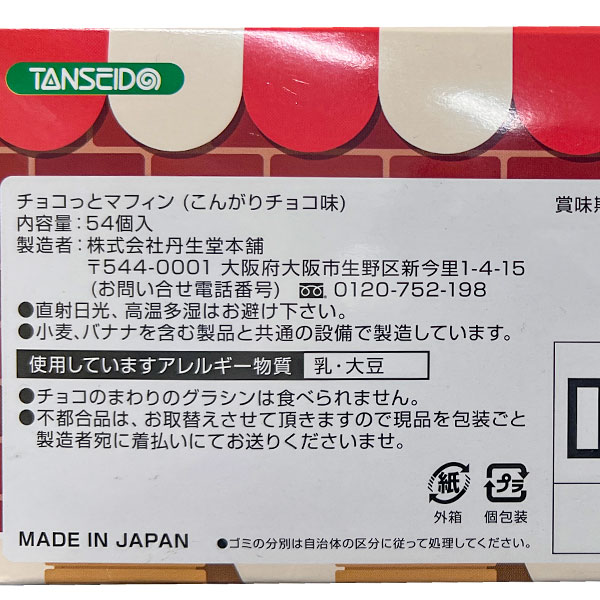 TANSEIDO
チョコっとマフィン (こんがりチョコ味)
賞味期
内容量：54個入
製造者：株式会社丹生堂本舗
〒544-0001 大阪府大阪市生野区新今里1-4-15
(お問い合せ電話番号) 0120-752-198
●直射日光、高温多湿はお避け下さい。
●小麦、バナナを含む製品と共通の設備で製造しています。
使用していますアレルギー物質 乳・大豆
●チョコのまわりのグラシンは食べられません。
●不都合品は、お取替えさせて頂きますので現品を包装ごと
製造者宛に着払いにてお送りくださいませ。
紙 プラ
外箱 個包装
MADE IN JAPAN ●ゴミの分別は自治体の区分に従って処理してください。